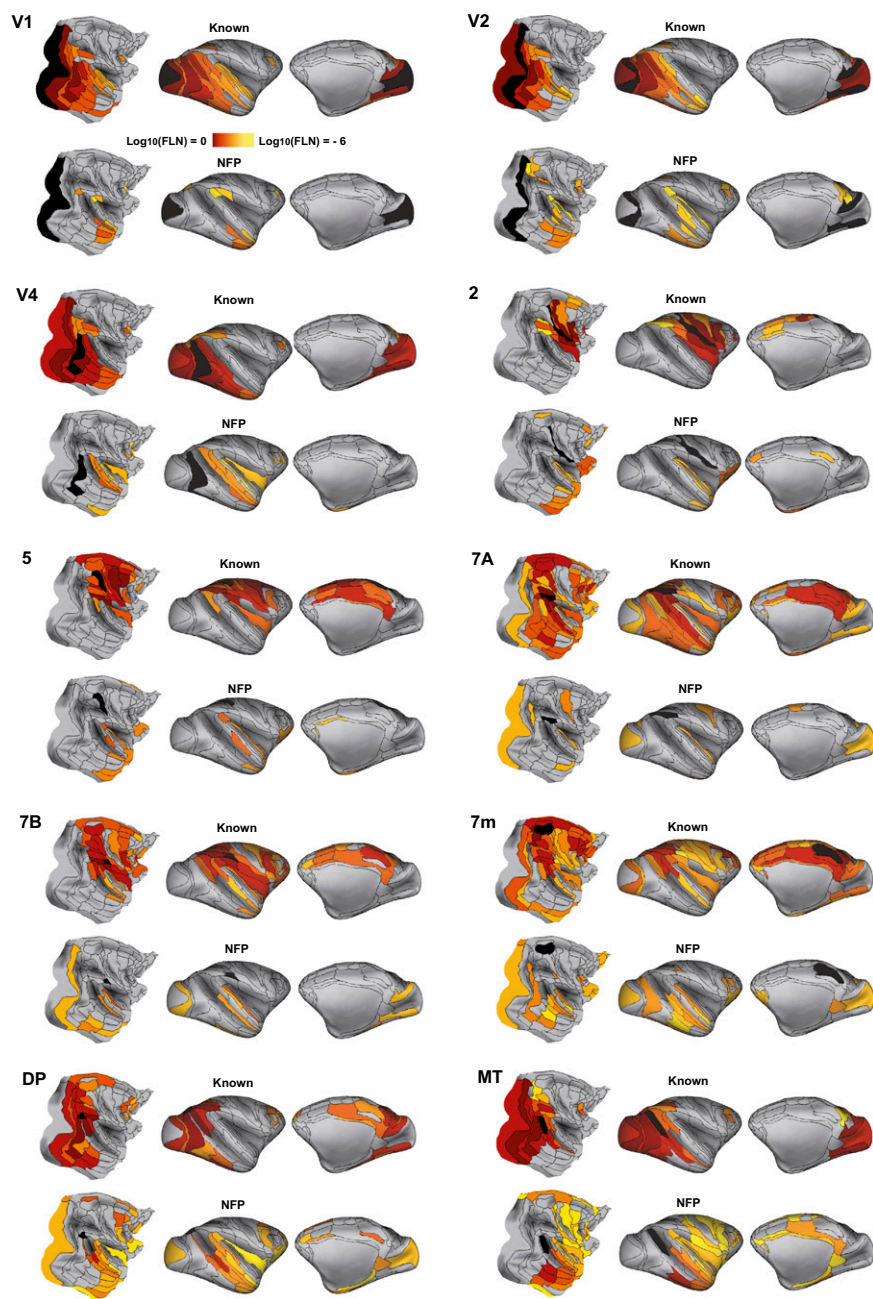 V1
Known
V2
Known
Log10(FLN) = 0
Log10(FLN) = - 6
NFP
NFP
V4
Known
2
Known
NFP
NFP
5
Known
7A
Known
NFP
NFP
7B
Known
7m
Known
NFP
NFP
DP
Known
MT
Known
NFP
NFP